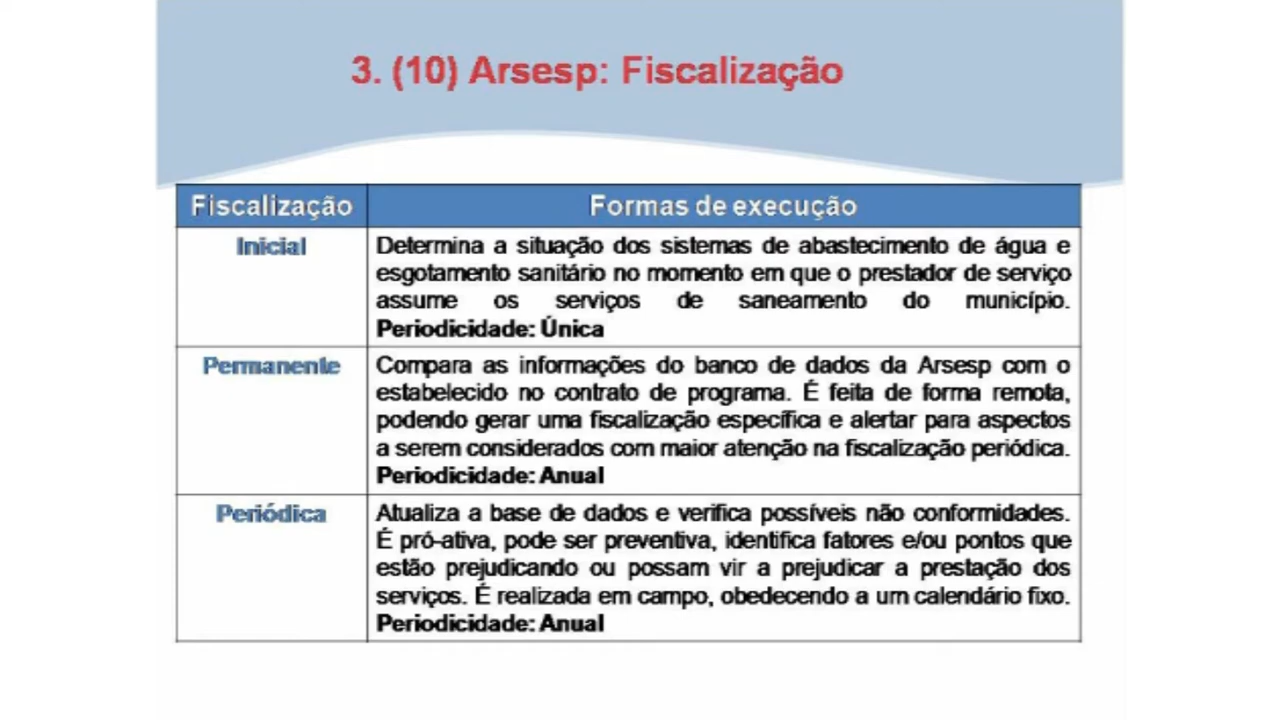 3. (10) Arsesp: Fiscalização
Fiscalização
Formas de execução
Inicial
Determina a situação dos sistemas de abastecimento de água e
esgotamento sanitário no momento em que o prestador de serviço
assume os serviços de saneamento do município.
Periodicidade: Única
Permanente
Compara as informações do banco de dados da Arsesp com o
estabelecido no contrato de programa. É feita de forma remota,
podendo gerar uma fiscalização específica e alertar para aspectos
a serem considerados com maior atenção na fiscalização periódica.
Periodicidade: Anual
Periódica
Atualiza a base de dados e verifica possíveis não conformidades.
É pró-ativa, pode ser preventiva, identifica fatores e/ou pontos que
estão prejudicando ou possam vir a prejudicar a prestação dos
serviços. É realizada em campo, obedecendo a um calendário fixo.
Periodicidade: Anual